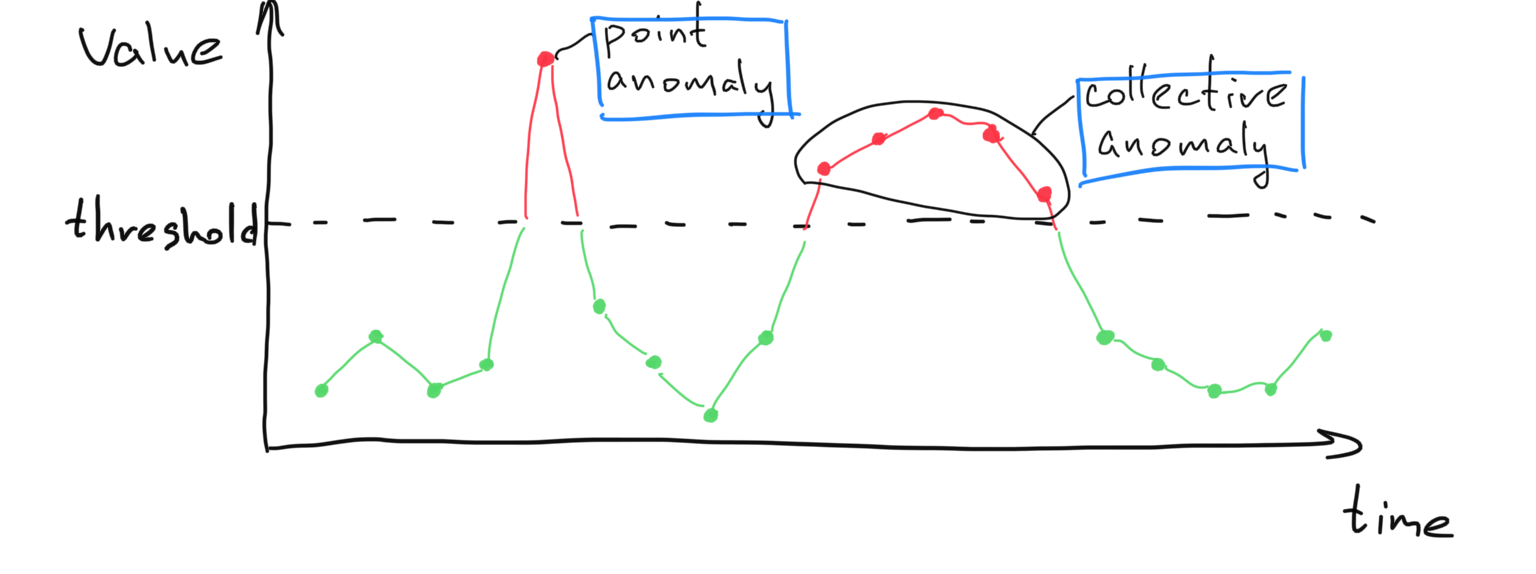 Value
point
anomaly
collective
anomaly
threshold
time